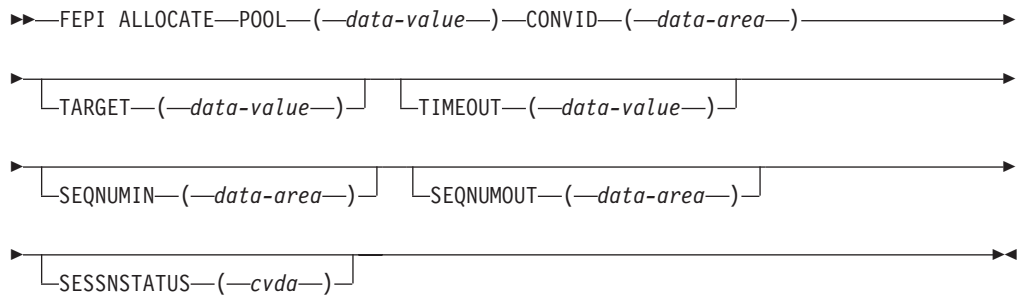 FEPI ALLOCATE POOL (data-value) CONVID (data-area)
TARGET (data-value) TIMEOUT (data-value)
SEQNUMIN (data-area) SEQNUMOUT (data-area)
SESSNSTATUS (cvda)